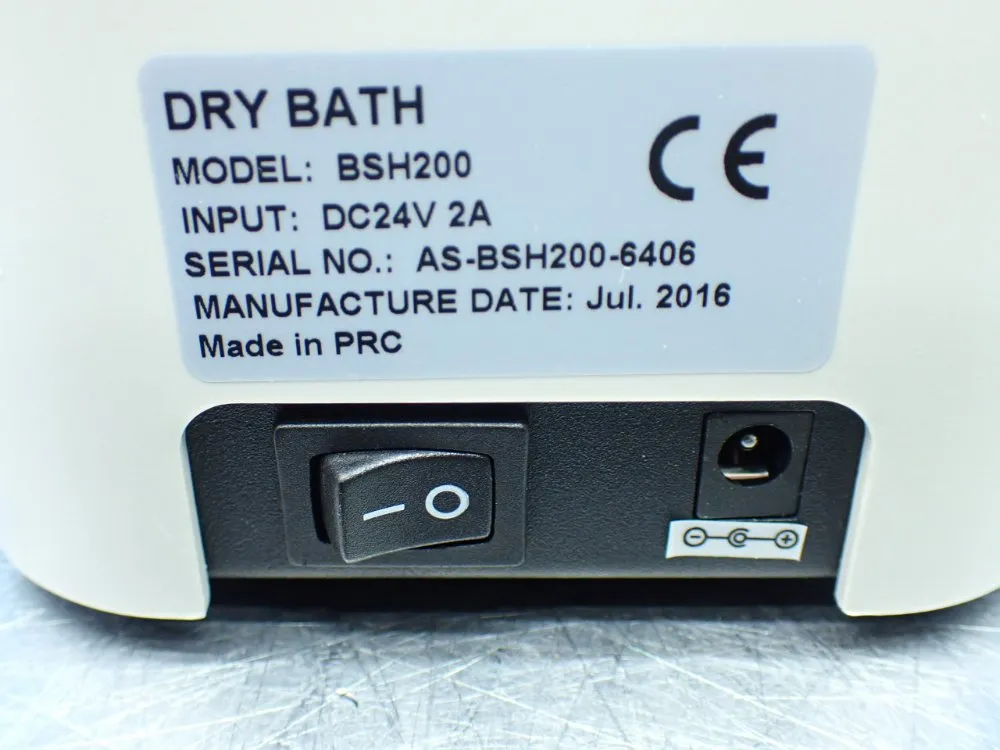 DRY BATH
CE
MODEL: BSH200
INPUT: DC24V 2A
SERIAL NO.: AS-BSH200-6406
MANUFACTURE DATE: Jul. 2016
Made in PRC
I O
- +